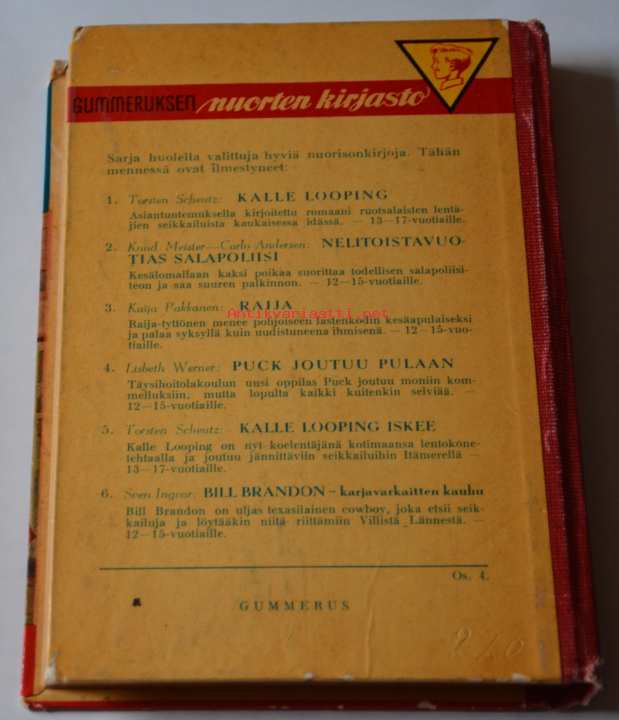 GUMMERUKSEN nuorten kirjasto
Sarja huolella valittuja hyviä nuorisonkirjoja. Tähän
mennessä ovat ilmestyneet:
1. Torsten Scheutz: KALLE LOOPING
Asiantuntemuksella kirjoitettu romaani ruotsalaisten lentä-
jien seikkailuista kaukaisessa idässä. — 13—17-vuotiaille.
2. Knud Meister—Carlo Andersen: NELITOISTAVUO-
TIAS SALAPOLIISI
Kesälomallaan kaksi poikaa suorittaa todellisen salapoliisi-
teon ja saa suuren palkinnon. — 12—15-vuotiaille.
3. Kaija Pakkanen: RAIJA
Antikvariaatti.net
Raija-tyttönen menee pohjoiseen lastenkodin kesäapulaiseksi
ja palaa syksyllä kuin uudistuneena ihmisenä. — 12—15-vuo-
tiaille.
4. Lisbeth Werner: PUCK JOUTUU PULAAN
Täysihoitolakoulun uusi oppilas Puck joutuu moniin kom-
melluksiin, mutta lopulta kaikki kuitenkin selviää. —
12—15-vuotiaille.
5. Torsten Scheutz: KALLE LOOPING ISKEE
Kalle Looping on nyt koelentäjänä kotimaansa lentokone-
tehtaalla ja joutuu jännittäviin seikkailuihin Itämerellä —
13—17-vuotiaille.
6. Sven Ingvar: BILL BRANDON – karjavarkaitten kauhu
Bill Brandon on uljas texasilainen cowboy, joka etsii seik-
kailuja ja löytääkin niitä riittämiin Villistä Lännestä. —
12—15-vuotiaille.
Os. 4.
GUMMERUS